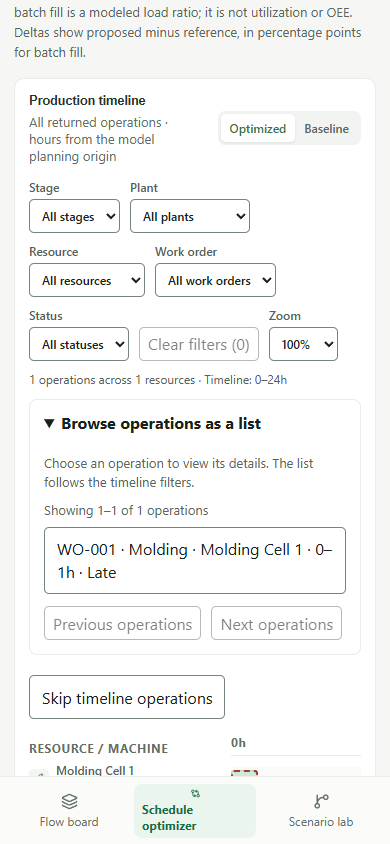 batch fill is a modeled load ratio; it is not utilization or OEE.
Deltas show proposed minus reference, in percentage points
for batch fill.
Production timeline
All returned operations ·
hours from the model
planning origin
Optimized Baseline
Stage Plant
All stages All plants
Resource Work order
All resources All work orders
Status Zoom
All statuses Clear filters (0) 100%
1 operations across 1 resources · Timeline: 0–24h
▼ Browse operations as a list
Choose an operation to view its details. The list
follows the timeline filters.
Showing 1–1 of 1 operations
WO-001 · Molding · Molding Cell 1 · 0–
1h · Late
Previous operations Next operations
Skip timeline operations
RESOURCE / MACHINE 0h
Molding Cell 1
Flow board Schedule optimizer Scenario lab